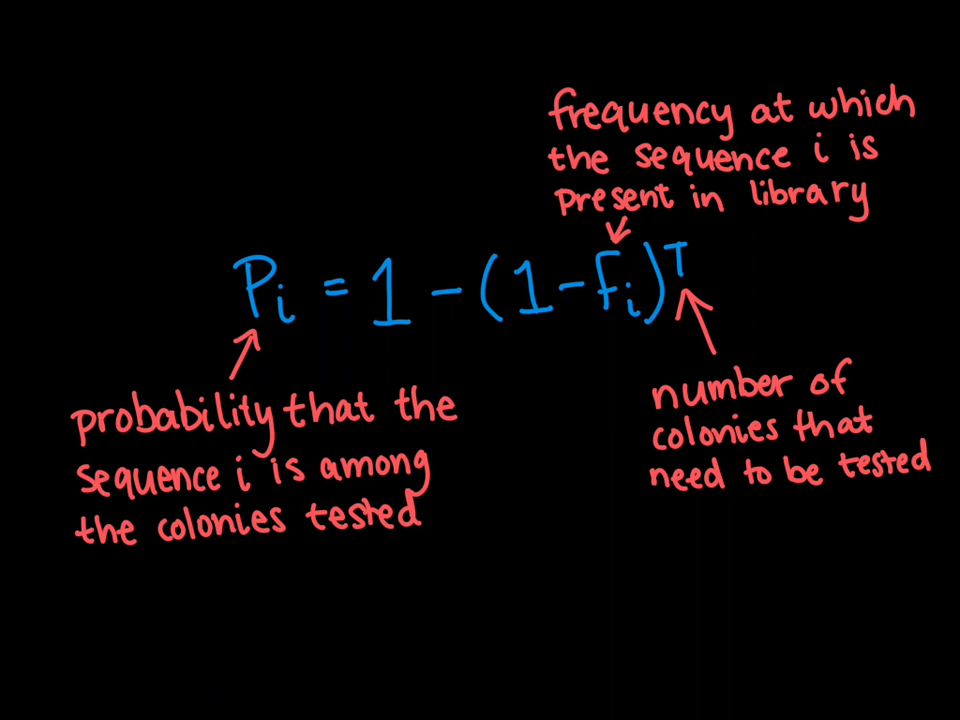 frequency at which
the sequence i is
present in library
Pi = 1 - (1-fi)^T
probability that the
sequence i is among
the colonies tested
number of
colonies that
need to be tested